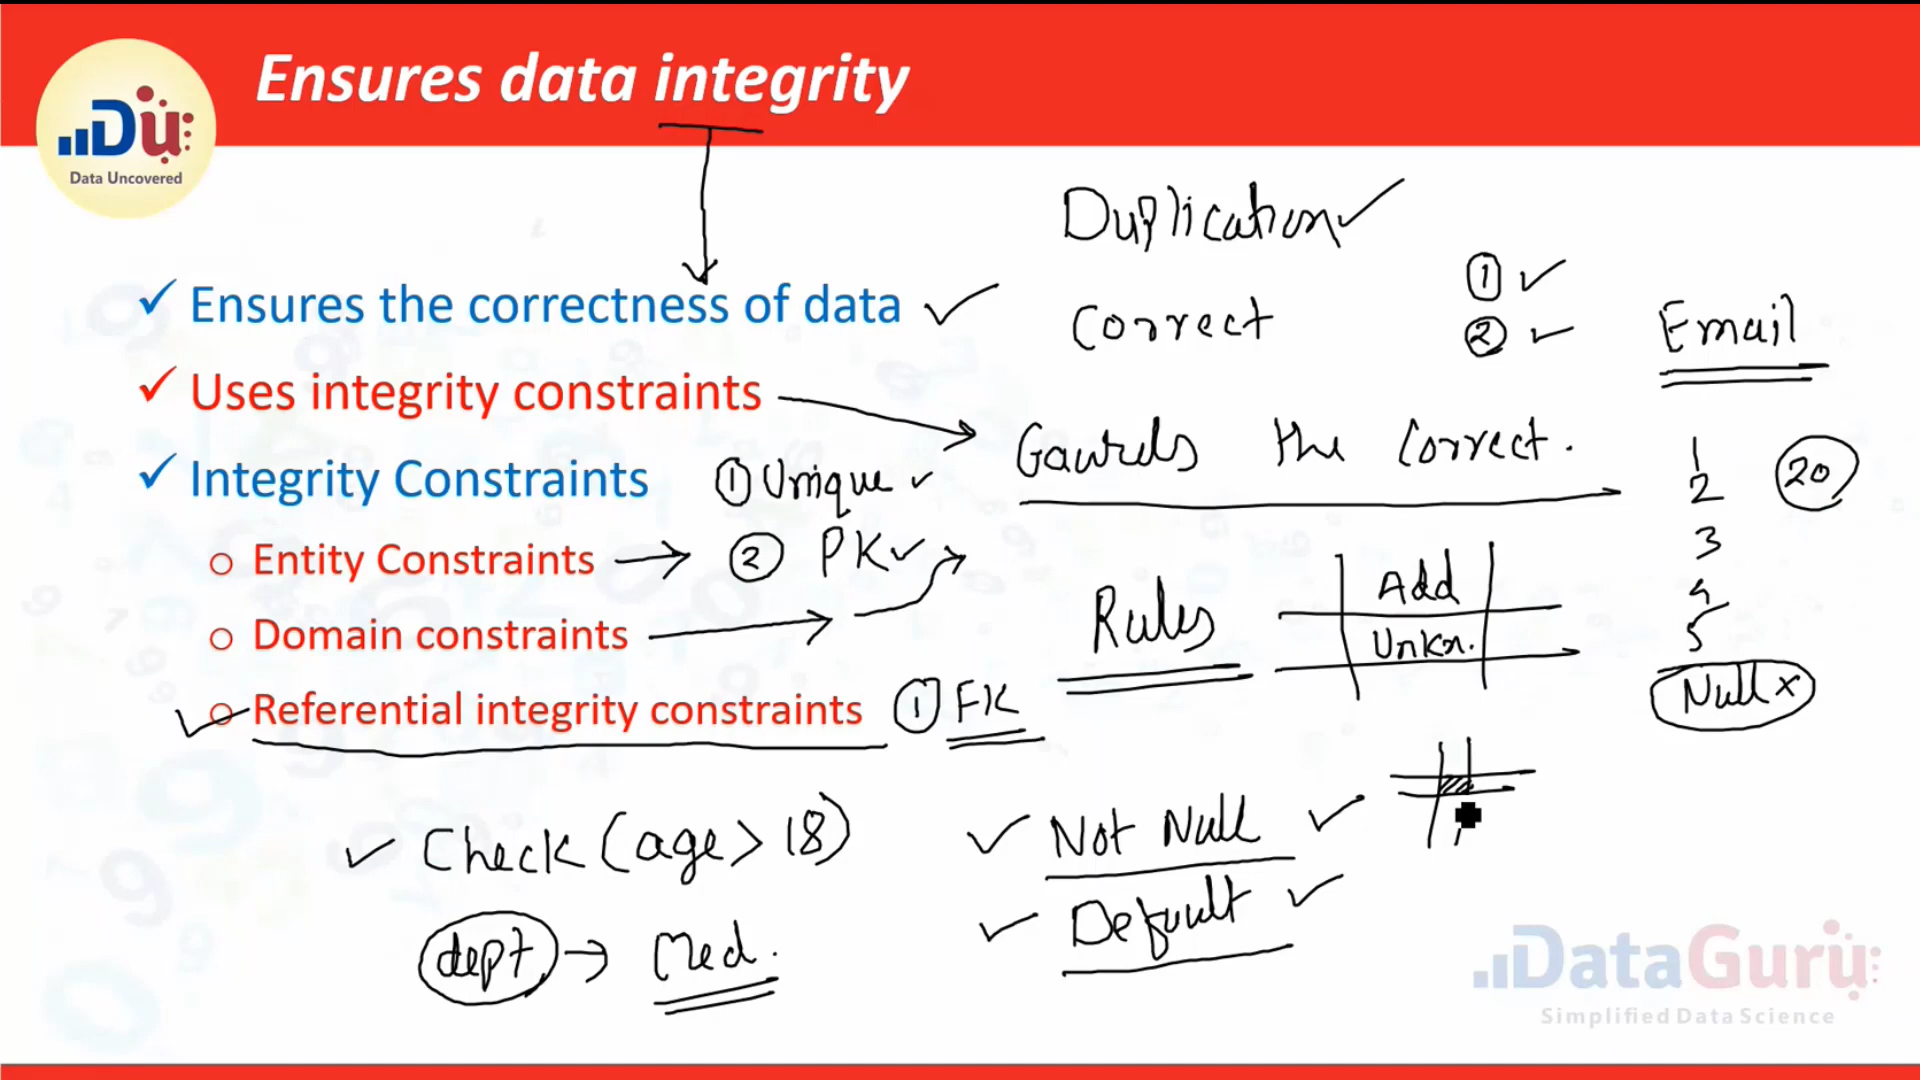 Ensures data integrity
Du
Data Uncovered
Duplication
Correct
① 
②
Email
✓ Ensures the correctness of data
✓ Uses integrity constraints
Gaurds the Correct.
✓ Integrity Constraints
① Unique
o Entity Constraints
② PK
o Domain constraints
o Referential integrity constraints
① FK
Rules
Add
Unkn.
1
2
20
3
4
5
Null x
Check (age > 18)
Not Null
Default
dept → Med.
DataGuru
Simplified Data Science